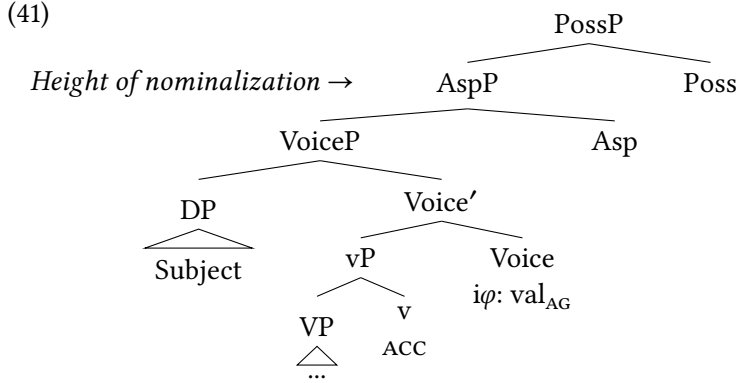 (41)
PossP
Height of nominalization → AspP Poss
VoiceP Asp
DP Voice′
Subject vP Voice
iφ: val_AG
VP v
ACC
...